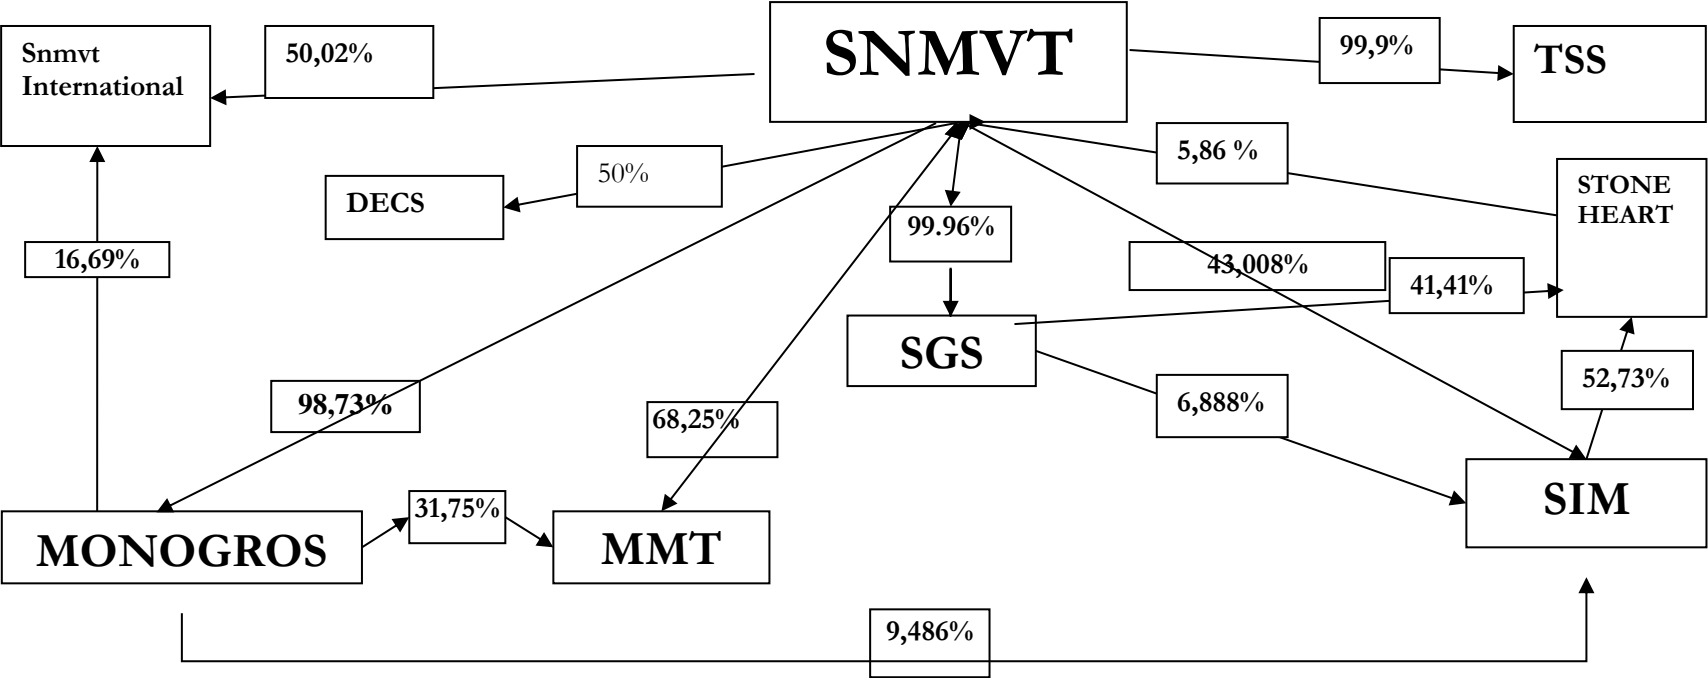 SNMVT
Snmvt
International
50,02%
99,9%
TSS
5,86 %
50%
DECS
STONE
HEART
99.96%
16,69%
43,008%
41,41%
SGS
52,73%
98,73%
68,25%
6,888%
31,75%
SIM
MONOGROS
MMT
9,486%